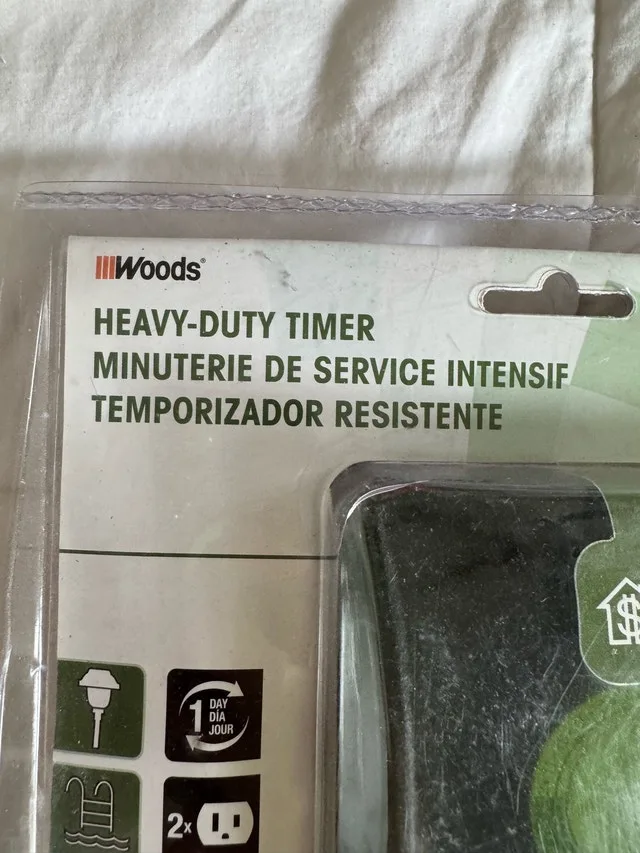 Woods®
HEAVY-DUTY TIMER
MINUTERIE DE SERVICE INTENSIF
TEMPORIZADOR RESISTENTE
$
1 DAY
DÍA
JOUR
2x